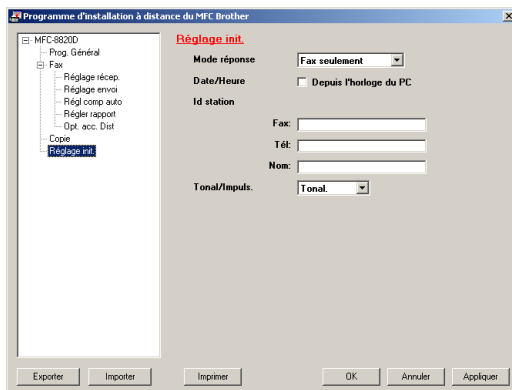 Programme d'installation à distance du MFC Brother
MFC-8820D
Prog. Général
Fax
Réglage récep.
Réglage envoi
Régl comp auto
Régler rapport
Opt. acc. Dist
Copie
Réglage init.
Réglage init.
Mode réponse
Fax seulement
Date/Heure
Depuis l'horloge du PC
Id station
Fax:
Tél:
Nom:
Tonal/Impuls.
Tonal.
Exporter
Importer
Imprimer
OK
Annuler
Appliquer